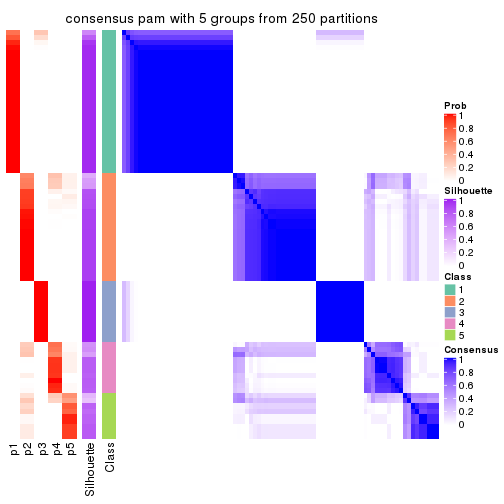 consensus pam with 5 groups from 250 partitions
Prob
1
0.8
0.6
0.4
0.2
0
Silhouette
1
0.8
0.6
0.4
0.2
0
Class
1
2
3
4
5
Consensus
1
0.8
0.6
0.4
0.2
0
p1
p2
p3
p4
p5
Silhouette
Class